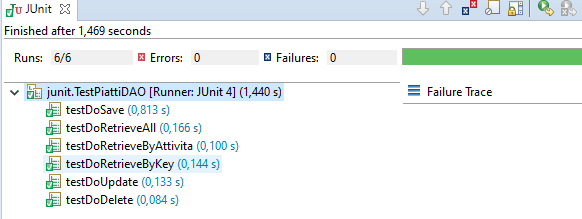 JUnit
Finished after 1,469 seconds
Runs: 6/6 Errors: 0 Failures: 0
junit.TestPiattiDAO [Runner: JUnit 4] (1,440 s)
Failure Trace
testDoSave (0,813 s)
testDoRetrieveAll (0,166 s)
testDoRetrieveByAttivita (0,100 s)
testDoRetrieveByKey (0,144 s)
testDoUpdate (0,133 s)
testDoDelete (0,084 s)